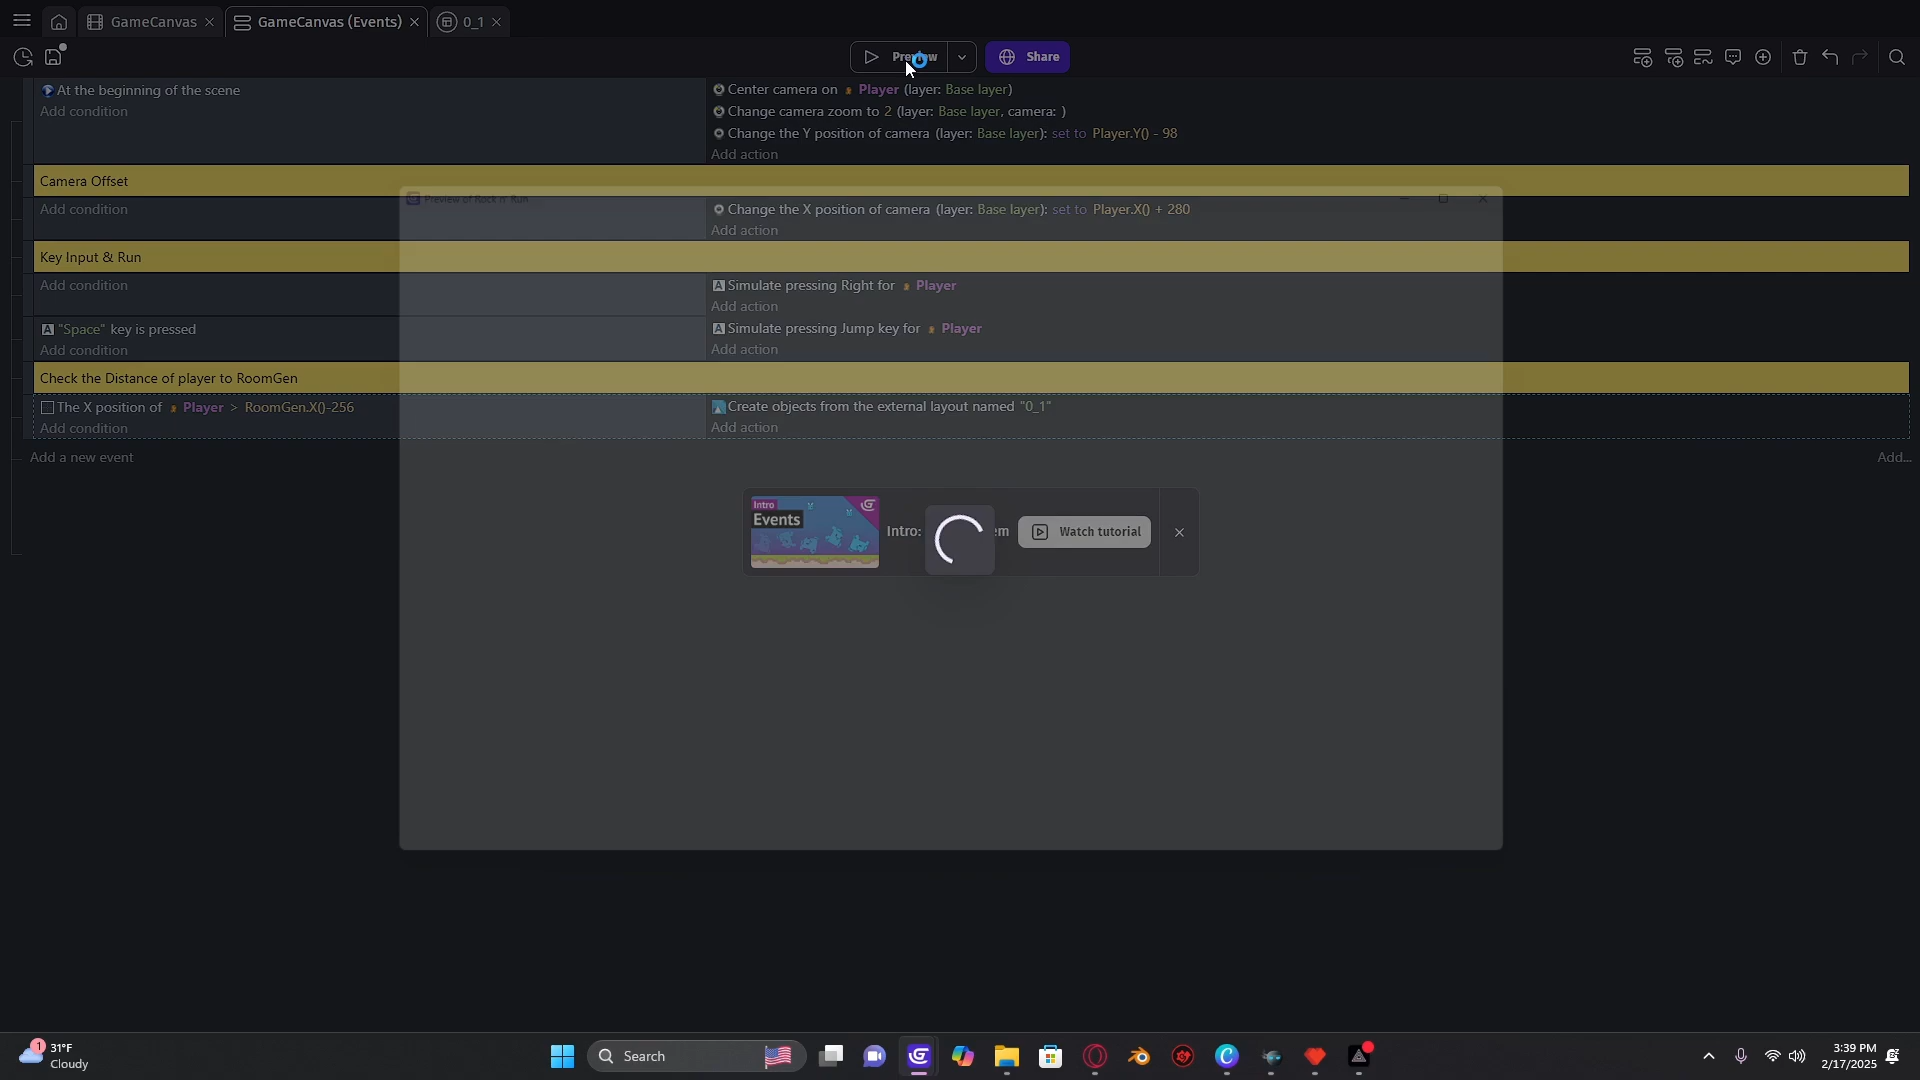 GameCanvas
GameCanvas (Events)
0_1
Preview
Share
At the beginning of the scene
Add condition
Center camera on Player (layer: Base layer)
Change camera zoom to 2 (layer: Base layer, camera: )
Change the Y position of camera (layer: Base layer): set to Player.Y() - 98
Add action
Camera Offset
Preview of Rock n' Run
Add condition
Change the X position of camera (layer: Base layer): set to Player.X() + 280
Add action
Key Input & Run
Add condition
Simulate pressing Right for Player
Add action
"Space" key is pressed
Add condition
Simulate pressing Jump key for Player
Add action
Check the Distance of player to RoomGen
The X position of Player > RoomGen.X()-256
Add condition
Create objects from the external layout named "0_1"
Add action
Add a new event
Add...
Intro
Events
Intro:
em
Watch tutorial
1
31°F
Cloudy
Search
3:39 PM
2/17/2025